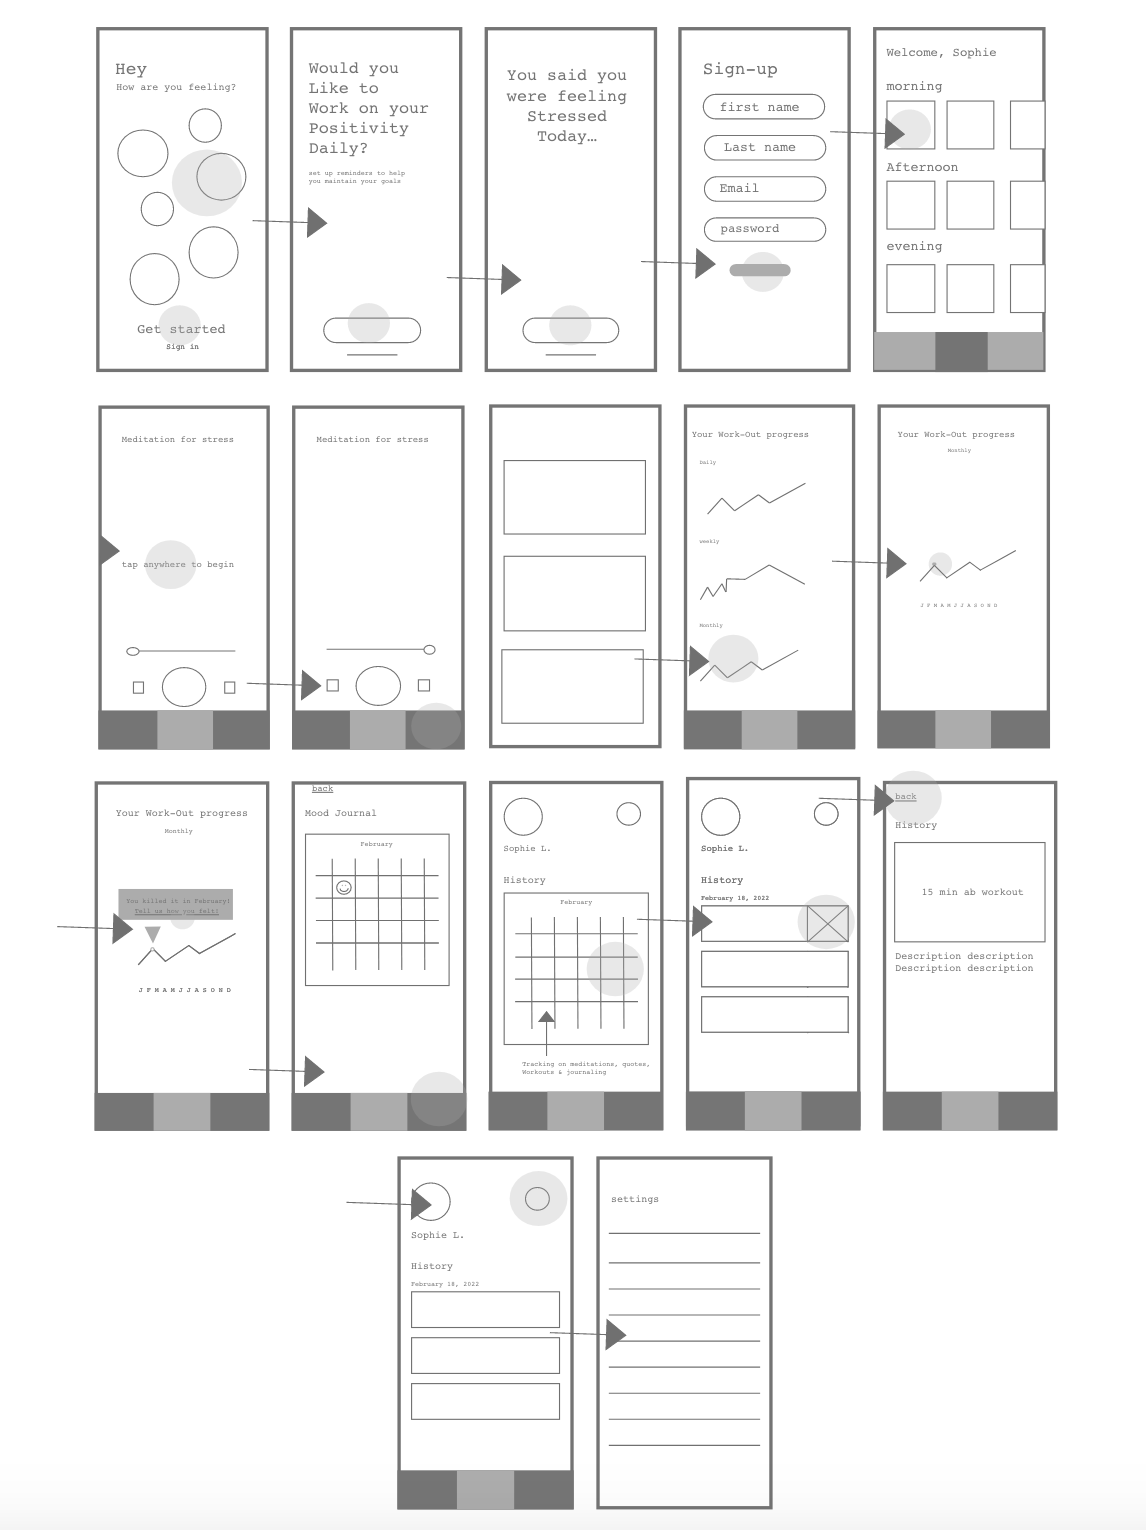 Hey
How are you feeling?
Get started
Sign in
Would you
Like to
Work on your
Positivity
Daily?
set up reminders to help
you maintain your goals
You said you
were feeling
Stressed
Today…
Sign-up
first name
Last name
Email
password
Welcome, Sophie
morning
Afternoon
evening
Meditation for stress
tap anywhere to begin
Meditation for stress
Your Work-Out progress
Daily
weekly
Monthly
Your Work-Out progress
Monthly
J F M A M J J A S O N D
Your Work-Out progress
Monthly
You killed it in February!
Tell us how you felt!
J F M A M J J A S O N D
back
Mood Journal
February
Sophie L.
History
February
Tracking on meditations, quotes,
Workouts & journaling
Sophie L.
History
February 18, 2022
back
History
15 min ab workout
Description description
Description description
Sophie L.
History
February 18, 2022
settings